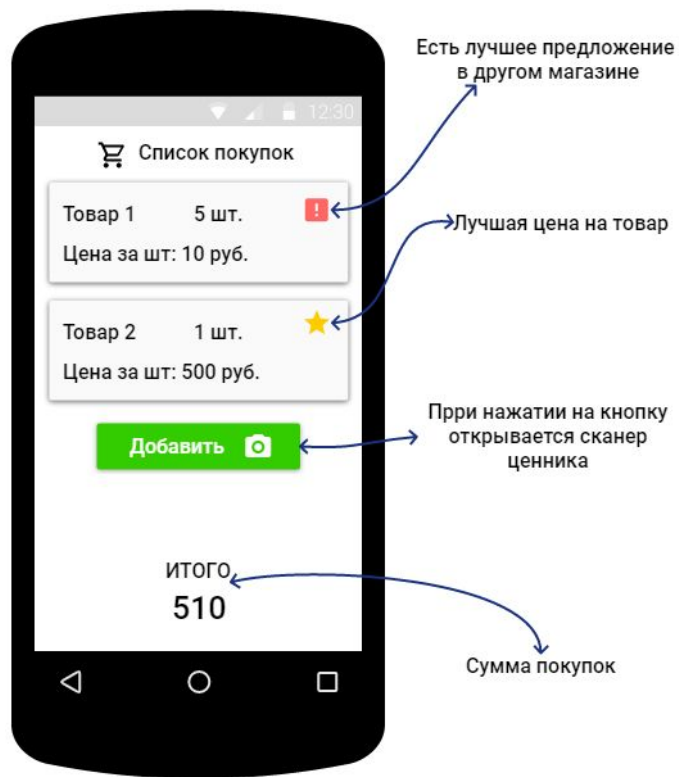 Есть лучшее предложение
в другом магазине
12:30
Список покупок
Товар 1 5 шт.
Цена за шт: 10 руб.
Лучшая цена на товар
Товар 2 1 шт.
Цена за шт: 500 руб.
Прри нажатии на кнопку
открывается сканер
ценника
Добавить
ИТОГО
510
Сумма покупок